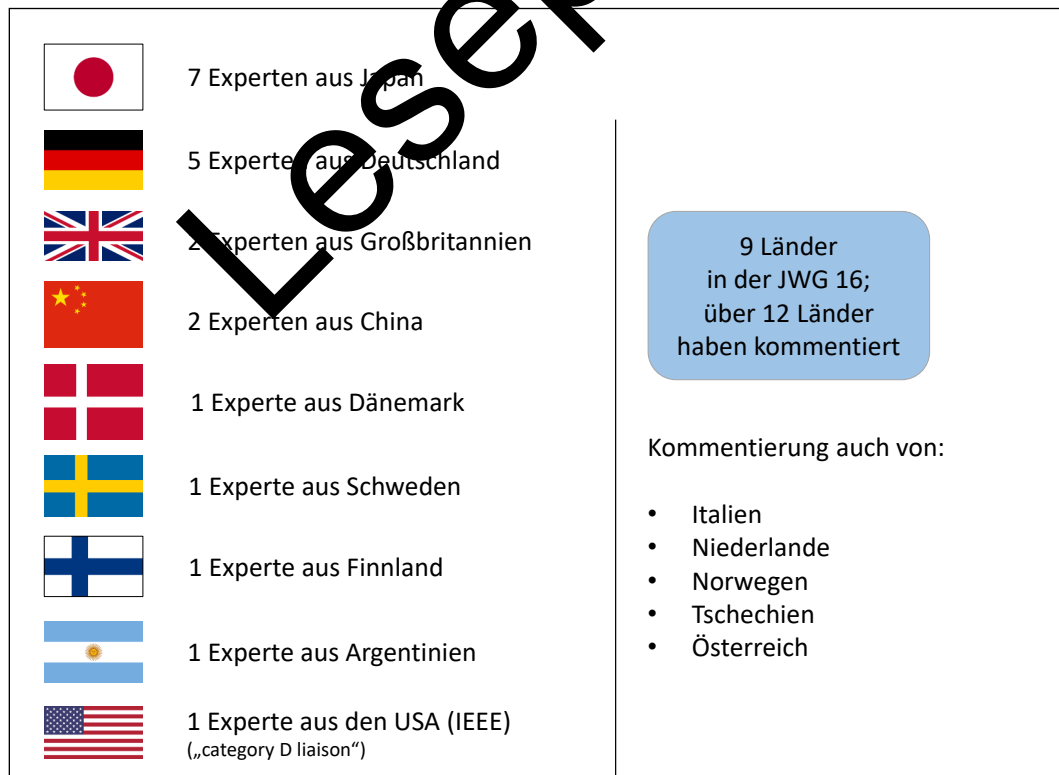 7 Experten aus Japan
5 Experten aus Deutschland
2 Experten aus Großbritannien
2 Experten aus China
1 Experte aus Dänemark
1 Experte aus Schweden
1 Experte aus Finnland
1 Experte aus Argentinien
1 Experte aus den USA (IEEE)
(„category D liaison“)
9 Länder
in der JWG 16;
über 12 Länder
haben kommentiert
Kommentierung auch von:
• Italien
• Niederlande
• Norwegen
• Tschechien
• Österreich